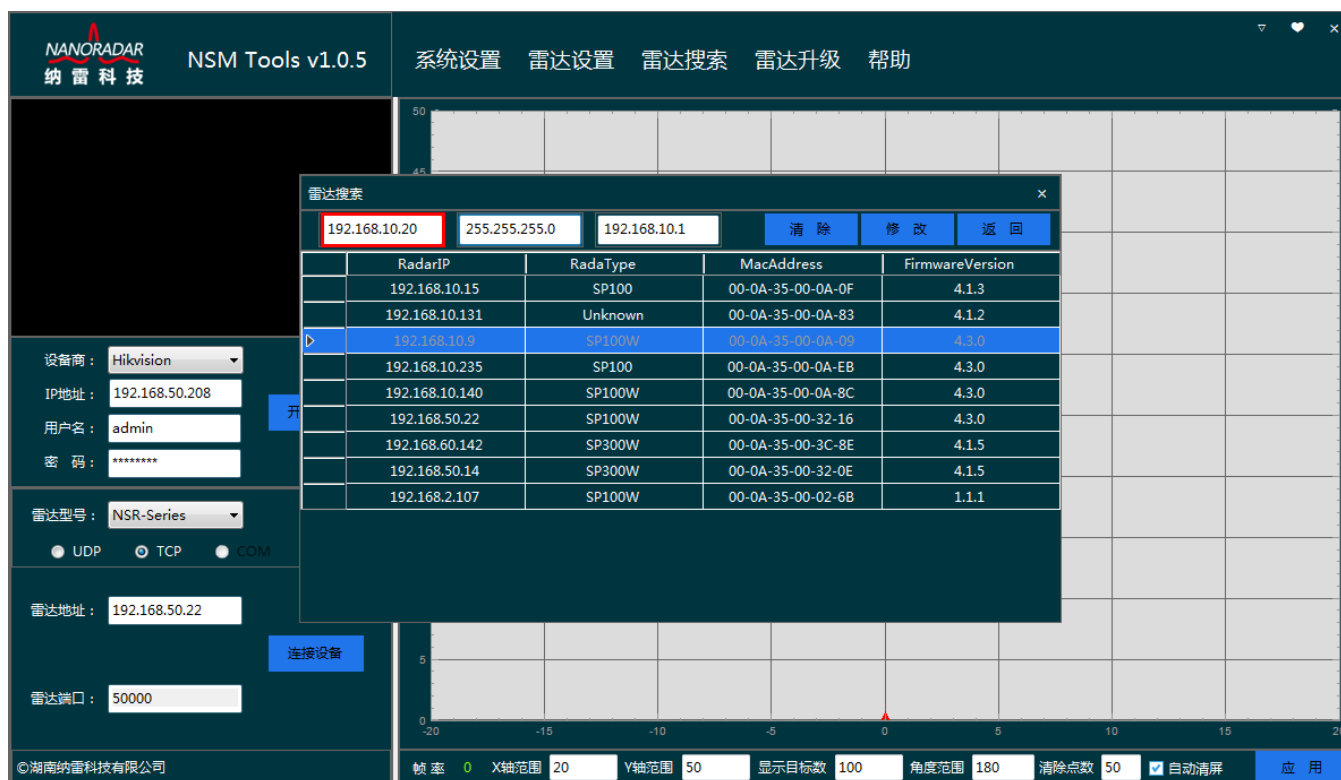 NANORADAR
纳雷科技
NSM Tools v1.0.5
系统设置 雷达设置 雷达搜索 雷达升级 帮助
50
45
雷达搜索
192.168.10.20 255.255.255.0 192.168.10.1 清 除 修 改 返 回
RadarIP RadaType MacAddress FirmwareVersion
192.168.10.15 SP100 00-0A-35-00-0A-0F 4.1.3
192.168.10.131 Unknown 00-0A-35-00-0A-83 4.1.2
192.168.10.9 SP100W 00-0A-35-00-0A-09 4.3.0
192.168.10.235 SP100 00-0A-35-00-0A-EB 4.3.0
192.168.10.140 SP100W 00-0A-35-00-0A-8C 4.3.0
192.168.50.22 SP100W 00-0A-35-00-32-16 4.3.0
192.168.60.142 SP300W 00-0A-35-00-3C-8E 4.1.5
192.168.50.14 SP300W 00-0A-35-00-32-0E 4.1.5
192.168.2.107 SP100W 00-0A-35-00-02-6B 1.1.1
设备商： Hikvision
IP地址： 192.168.50.208
开
用户名： admin
密 码： ********
雷达型号： NSR-Series
UDP TCP COM
雷达地址： 192.168.50.22
连接设备
雷达端口： 50000
5
0
-20 -15 -10 -5 0 5 10 15 20
©湖南纳雷科技有限公司
帧率 0 X轴范围 20 Y轴范围 50 显示目标数 100 角度范围 180 清除点数 50 自动清屏 应 用